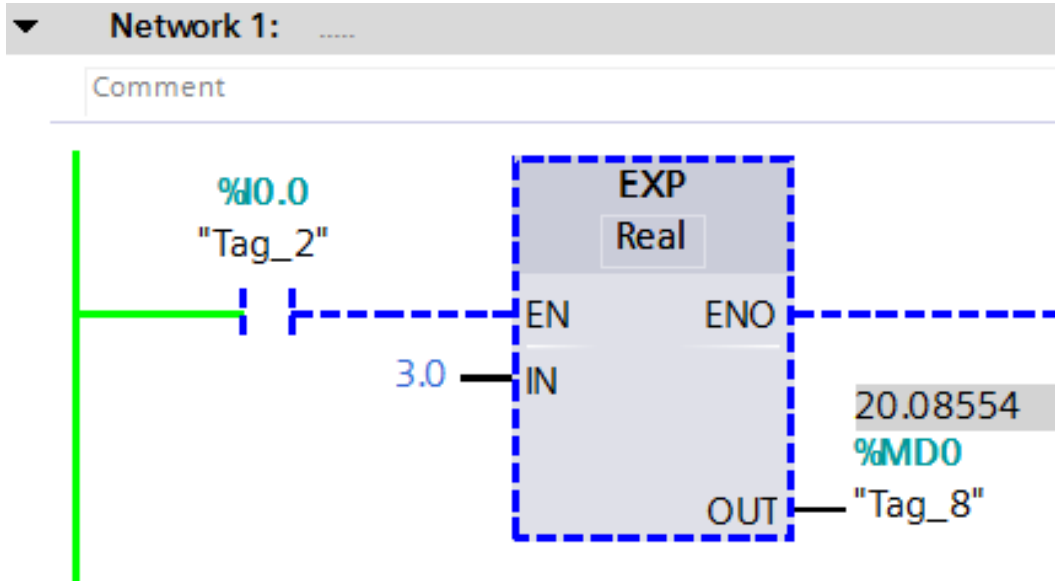 Network 1: .....
Comment
%I0.0
"Tag_2"
EXP
Real
EN ENO
3.0 IN
20.08554
%MD0
OUT "Tag_8"